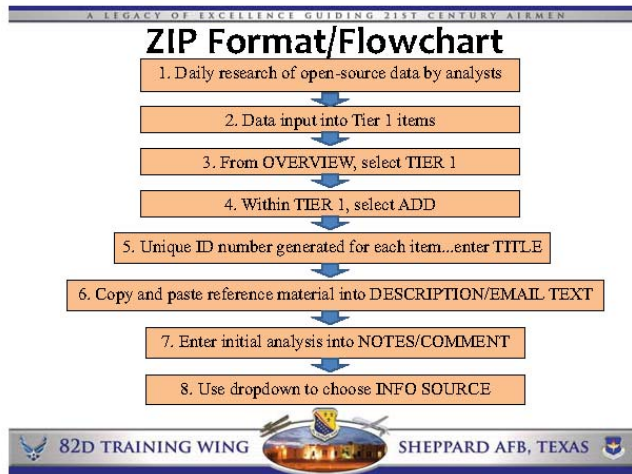 A LEGACY OF EXCELLENCE GUIDING 21ST CENTURY AIRMEN
ZIP Format/Flowchart
1. Daily research of open-source data by analysts
2. Data input into Tier 1 items
3. From OVERVIEW, select TIER 1
4. Within TIER 1, select ADD
5. Unique ID number generated for each item...enter TITLE
6. Copy and paste reference material into DESCRIPTION/EMAIL TEXT
7. Enter initial analysis into NOTES/COMMENT
8. Use dropdown to choose INFO SOURCE
82D TRAINING WING SHEPPARD AFB, TEXAS